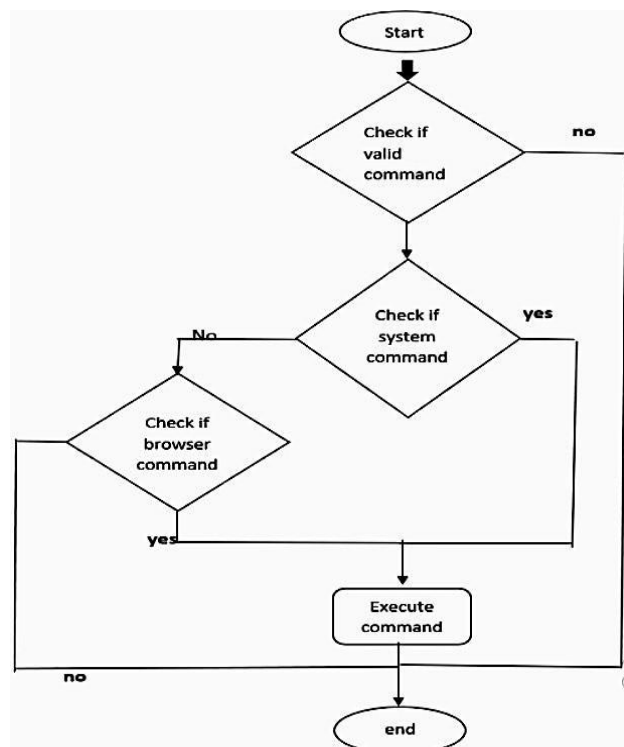 Start
Check if
valid
command
no
Check if
system
command
yes
No
Check if
browser
command
yes
Execute
command
no
end